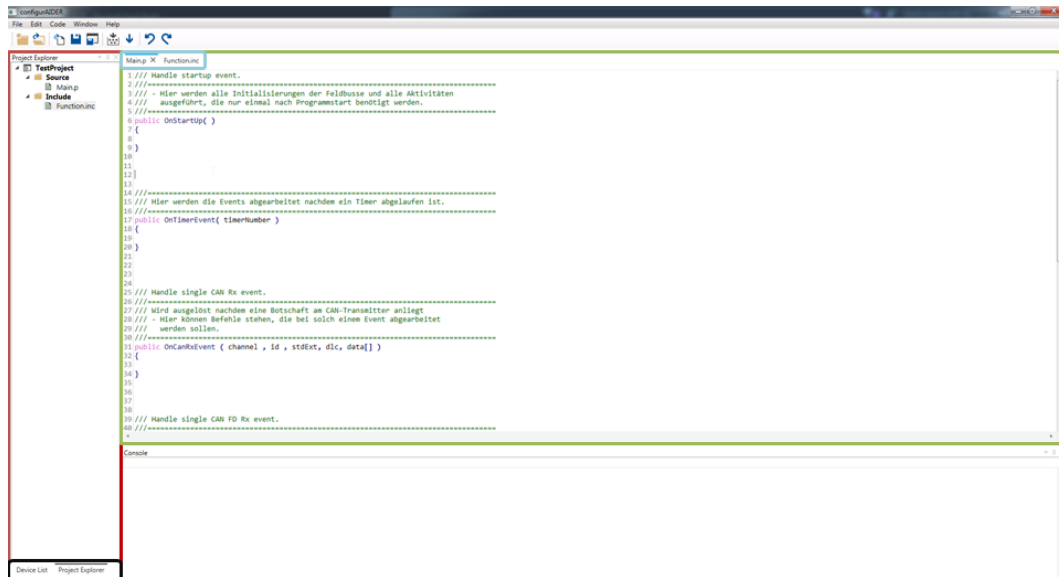 configurAIDER
File Edit Code Window Help
Project Explorer
TestProject
Source
Main.p
Include
Function.inc
Main.p X Function.inc
1 /// Handle startup event.
2 ///==================================================================================
3 /// - Hier werden alle Initialisierungen der Feldbusse und alle Aktivitäten
4 /// ausgeführt, die nur einmal nach Programmstart benötigt werden.
5 ///==================================================================================
6 public OnStartUp( )
7 {
8
9 }
10
11
12
13
14 ///==================================================================================
15 /// Hier werden die Events abgearbeitet nachdem ein Timer abgelaufen ist.
16 ///==================================================================================
17 public OnTimerEvent( timerNumber )
18 {
19
20 }
21
22
23
24
25 /// Handle single CAN Rx event.
26 ///==================================================================================
27 /// Wird ausgelöst nachdem eine Botschaft am CAN-Transmitter anliegt
28 /// - Hier können Befehle stehen, die bei solch einem Event abgearbeitet
29 /// werden sollen.
30 ///==================================================================================
31 public OnCanRxEvent ( channel , id , stdExt, dlc, data[] )
32 {
33
34 }
35
36
37
38
39 /// Handle single CAN FD Rx event.
40 ///==================================================================================
Console
Device List Project Explorer